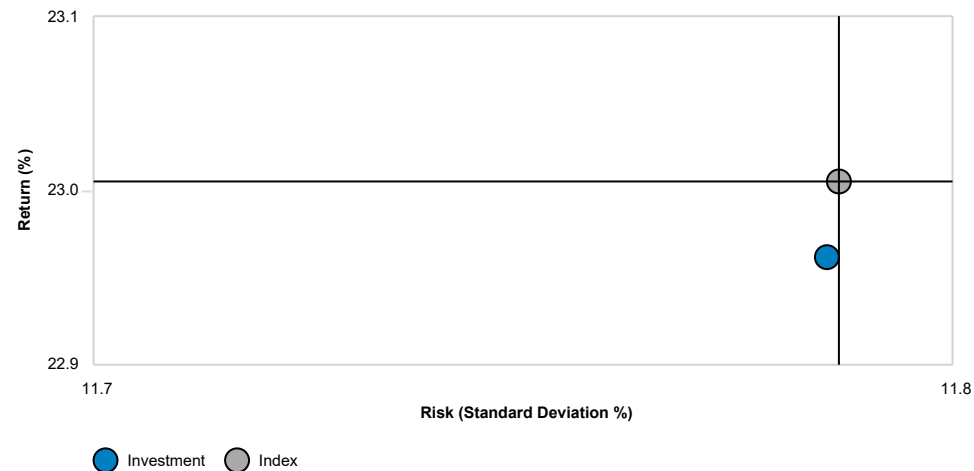 23.1
Return (%)
23.0
22.9
11.7
11.8
Risk (Standard Deviation %)
Investment
Index